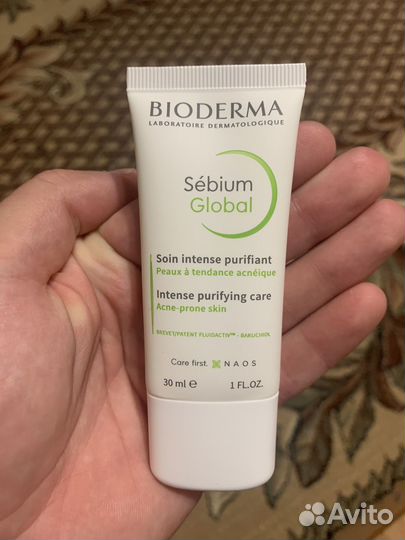 BIODERMA
LABORATOIRE DERMATOLOGIQUE
Sébium
Global
Soin intense purifiant
Peaux à tendance acnéique
Intense purifying care
Acne-prone skin
BREVET/PATENT FLUIDACTIV™ - BAKUCHIOL
Care first. NAOS
30 ml e 1 FL.OZ.
Avito